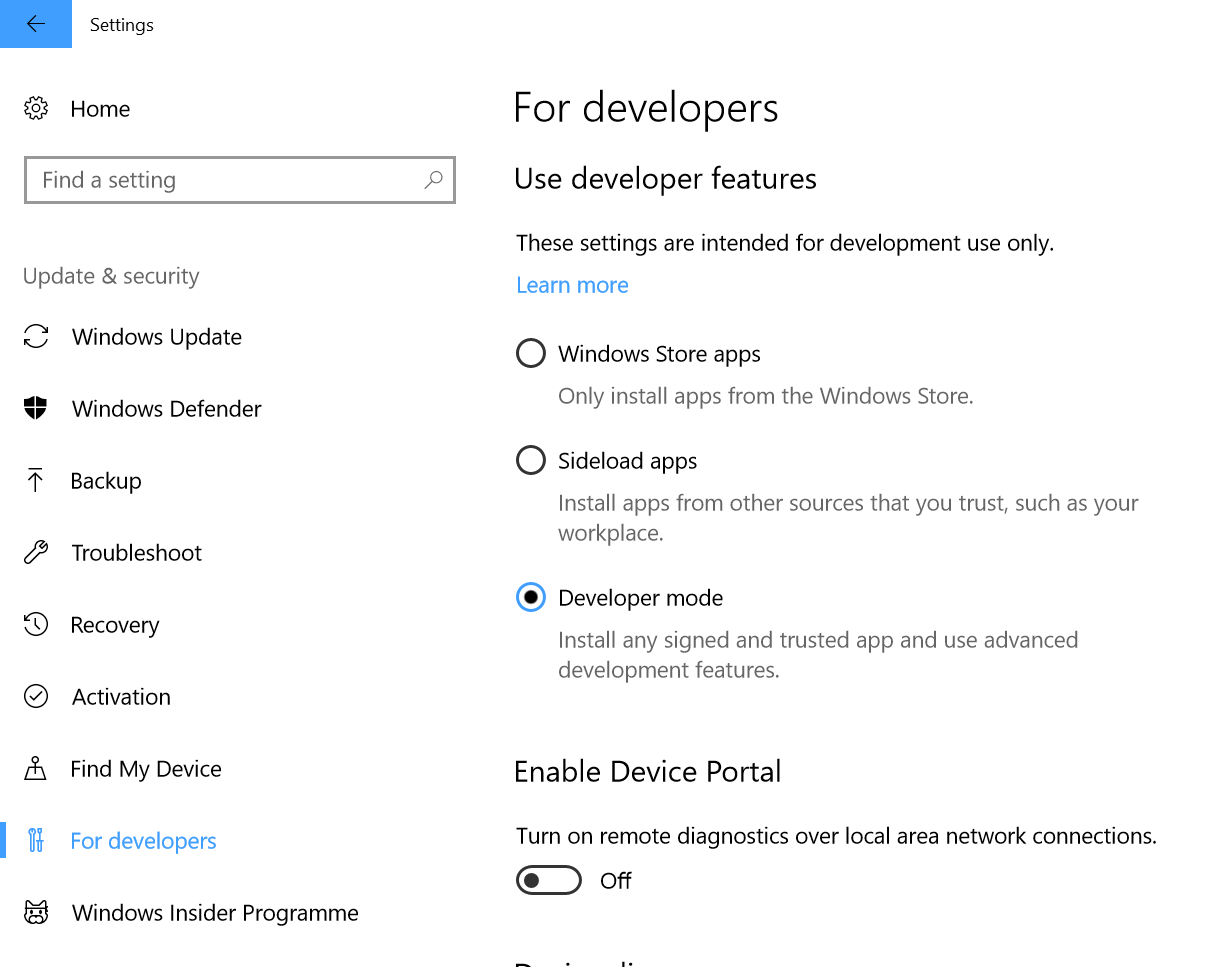 Settings
Home
Find a setting
Update & security
Windows Update
Windows Defender
Backup
Troubleshoot
Recovery
Activation
Find My Device
For developers
Windows Insider Programme
For developers
Use developer features
These settings are intended for development use only.
Learn more
Windows Store apps
Only install apps from the Windows Store.
Sideload apps
Install apps from other sources that you trust, such as your
workplace.
Developer mode
Install any signed and trusted app and use advanced
development features.
Enable Device Portal
Turn on remote diagnostics over local area network connections.
Off